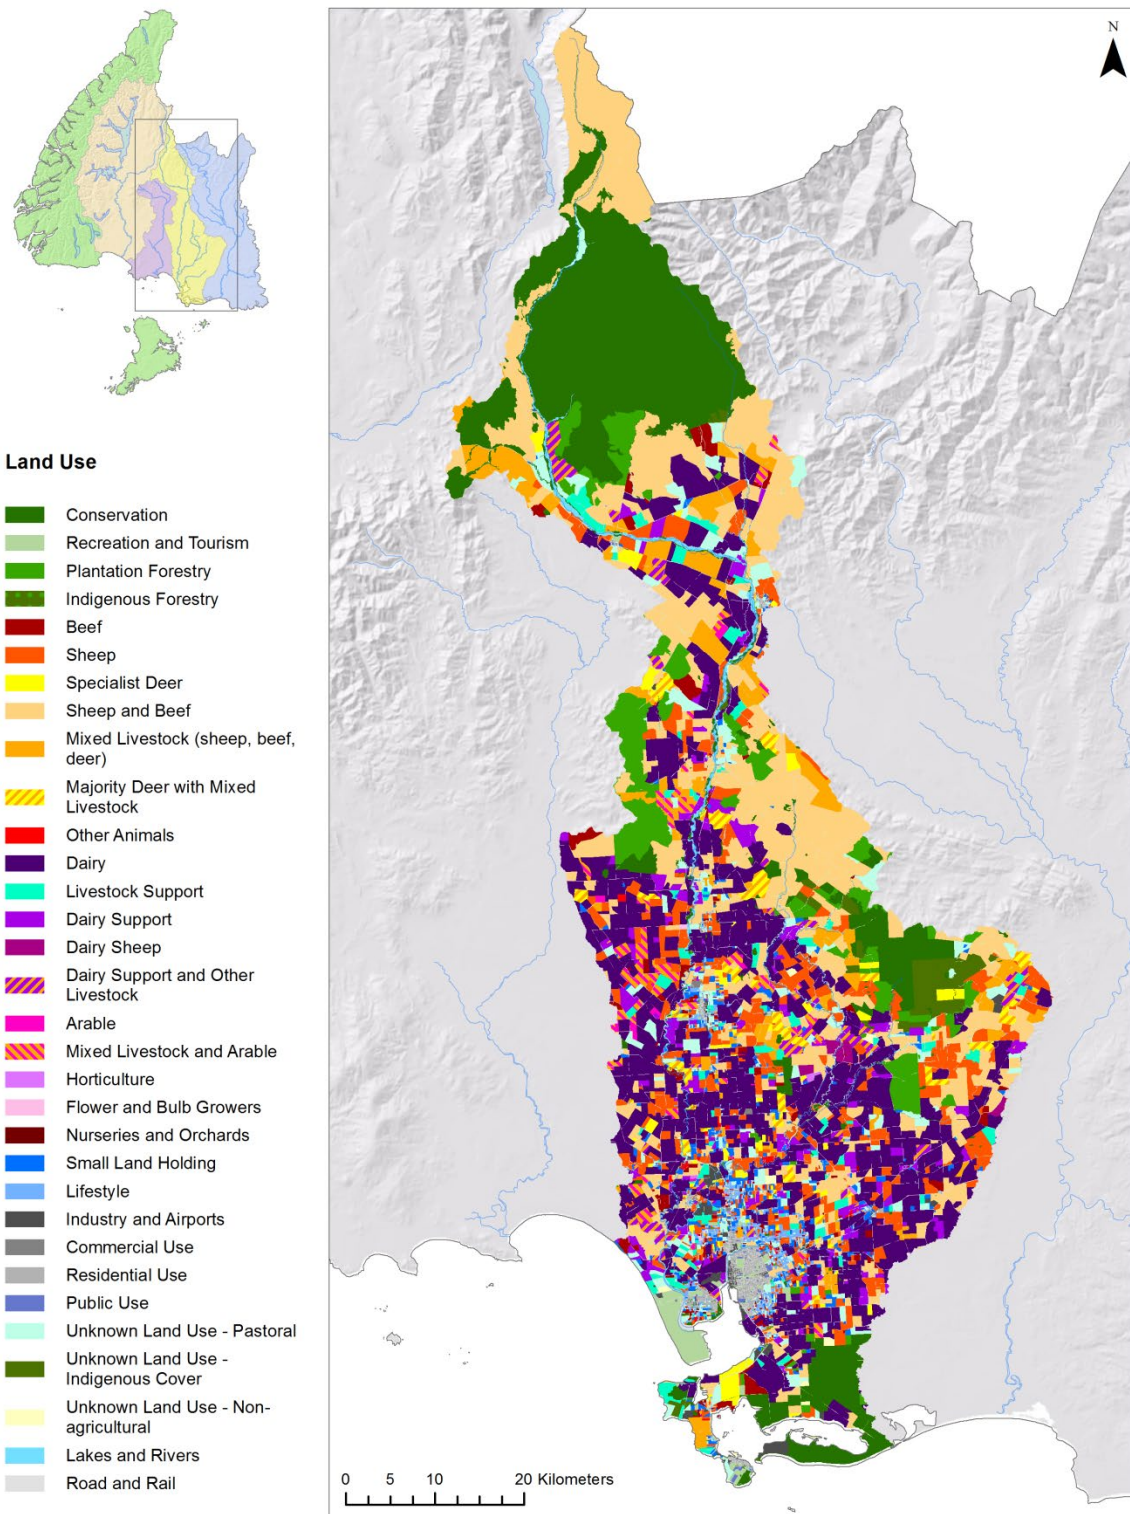 N
Land Use
Conservation
Recreation and Tourism
Plantation Forestry
Indigenous Forestry
Beef
Sheep
Specialist Deer
Sheep and Beef
Mixed Livestock (sheep, beef,
deer)
Majority Deer with Mixed
Livestock
Other Animals
Dairy
Livestock Support
Dairy Support
Dairy Sheep
Dairy Support and Other
Livestock
Arable
Mixed Livestock and Arable
Horticulture
Flower and Bulb Growers
Nurseries and Orchards
Small Land Holding
Lifestyle
Industry and Airports
Commercial Use
Residential Use
Public Use
Unknown Land Use - Pastoral
Unknown Land Use -
Indigenous Cover
Unknown Land Use - Non-
agricultural
Lakes and Rivers
Road and Rail
0 5 10 20 Kilometers